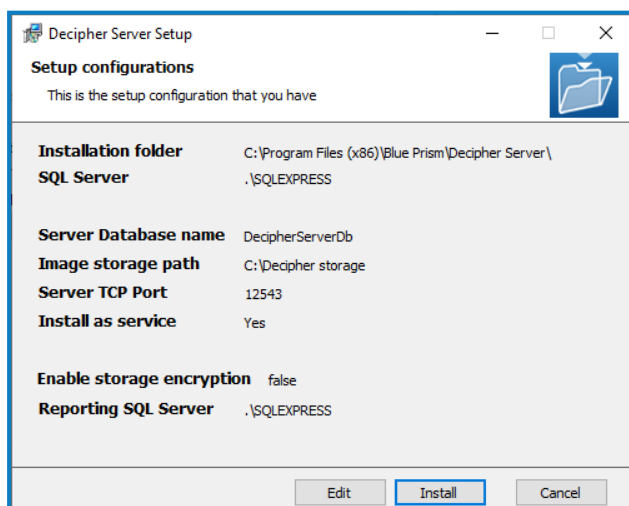 Decipher Server Setup
Setup configurations
This is the setup configuration that you have
Installation folder C:\Program Files (x86)\Blue Prism\Decipher Server\
SQL Server .\SQLEXPRESS
Server Database name DecipherServerDb
Image storage path C:\Decipher storage
Server TCP Port 12543
Install as service Yes
Enable storage encryption false
Reporting SQL Server .\SQLEXPRESS
Edit Install Cancel